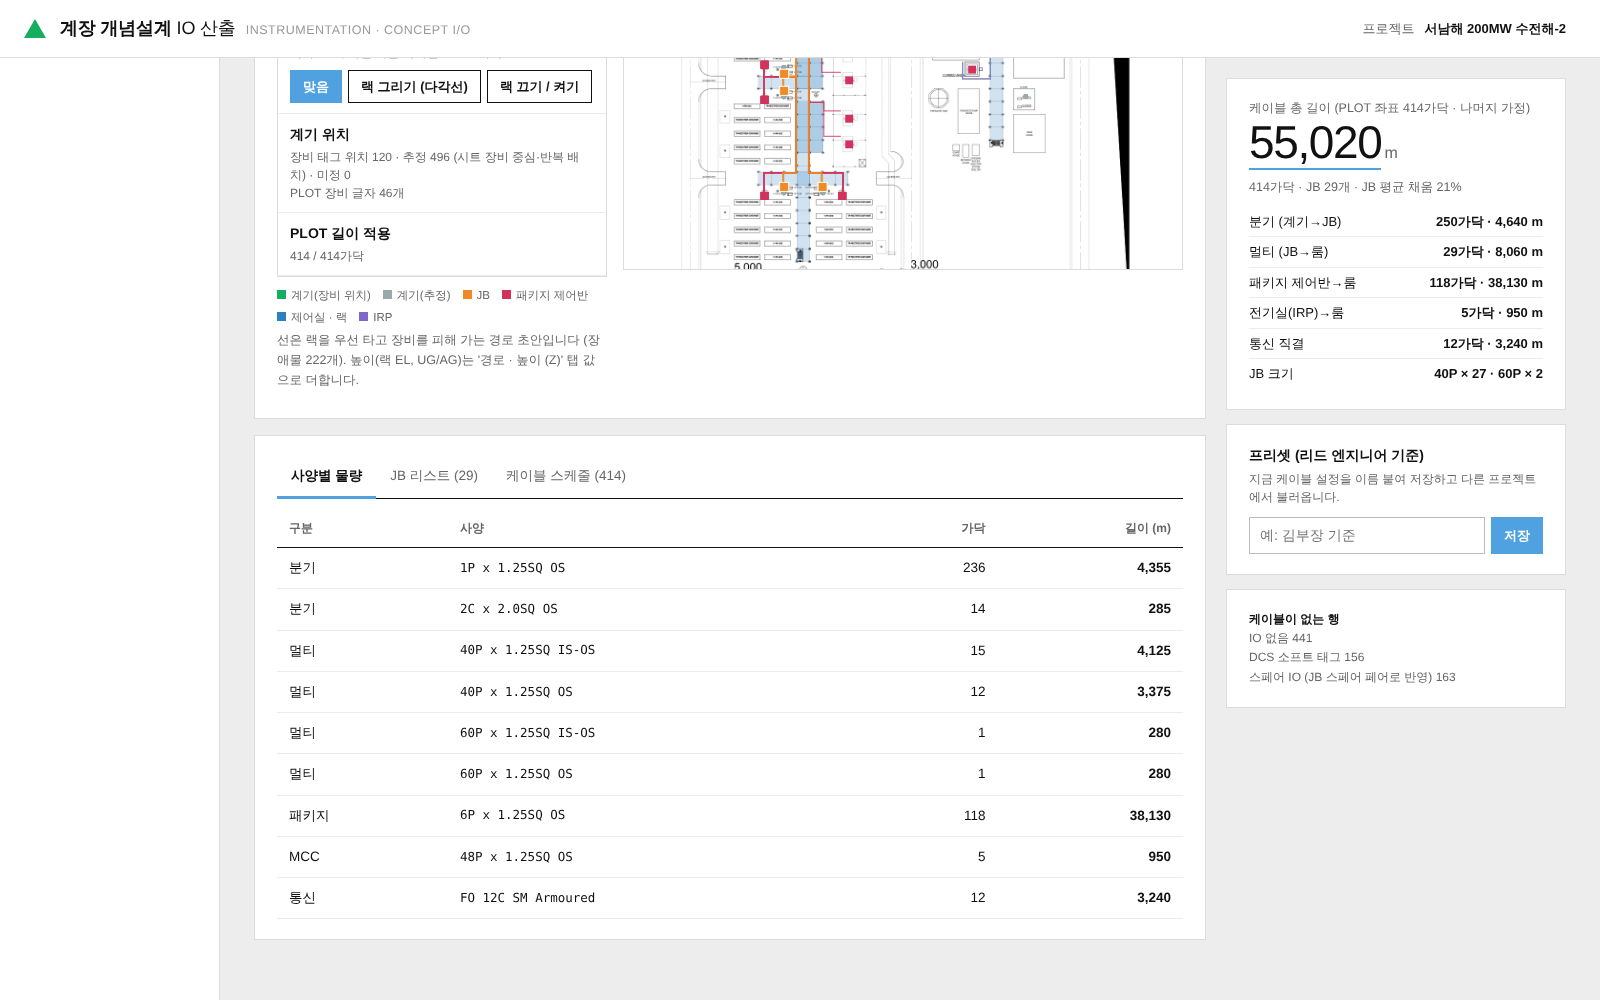 계장 개념설계 IO 산출 INSTRUMENTATION · CONCEPT I/O
프로젝트 서남해 200MW 수전해-2
맞음 랙 그리기 (다각선) 랙 끄기 / 켜기
계기 위치
장비 태그 위치 120 · 추정 496 (시트 장비 중심·반복 배
치) · 미정 0
PLOT 장비 글자 46개
PLOT 길이 적용
414 / 414가닥
5,000
3,000
계기(장비 위치) 계기(추정) JB 패키지 제어반
제어실 · 랙 IRP
선은 랙을 우선 타고 장비를 피해 가는 경로 초안입니다 (장
애물 222개). 높이(랙 EL, UG/AG)는 '경로 · 높이 (Z)' 탭 값
으로 더합니다.
사양별 물량 JB 리스트 (29) 케이블 스케줄 (414)
구분 사양 가닥 길이 (m)
분기 1P x 1.25SQ OS 236 4,355
분기 2C x 2.0SQ OS 14 285
멀티 40P x 1.25SQ IS-OS 15 4,125
멀티 40P x 1.25SQ OS 12 3,375
멀티 60P x 1.25SQ IS-OS 1 280
멀티 60P x 1.25SQ OS 1 280
패키지 6P x 1.25SQ OS 118 38,130
MCC 48P x 1.25SQ OS 5 950
통신 FO 12C SM Armoured 12 3,240
케이블 총 길이 (PLOT 좌표 414가닥 · 나머지 가정)
55,020 m
414가닥 · JB 29개 · JB 평균 채움 21%
분기 (계기→JB) 250가닥 · 4,640 m
멀티 (JB→룸) 29가닥 · 8,060 m
패키지 제어반→룸 118가닥 · 38,130 m
전기실(IRP)→룸 5가닥 · 950 m
통신 직결 12가닥 · 3,240 m
JB 크기 40P × 27 · 60P × 2
프리셋 (리드 엔지니어 기준)
지금 케이블 설정을 이름 붙여 저장하고 다른 프로젝트
에서 불러옵니다.
예: 김부장 기준 저장
케이블이 없는 행
IO 없음 441
DCS 소프트 태그 156
스페어 IO (JB 스페어 페어로 반영) 163